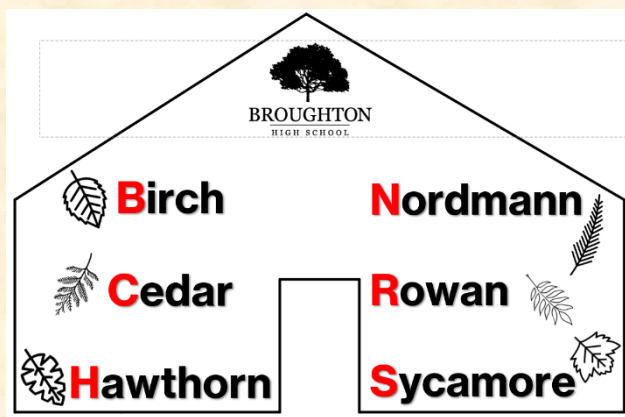 BROUGHTON
HIGH SCHOOL
Birch
Nordmann
Cedar
Rowan
Hawthorn
Sycamore